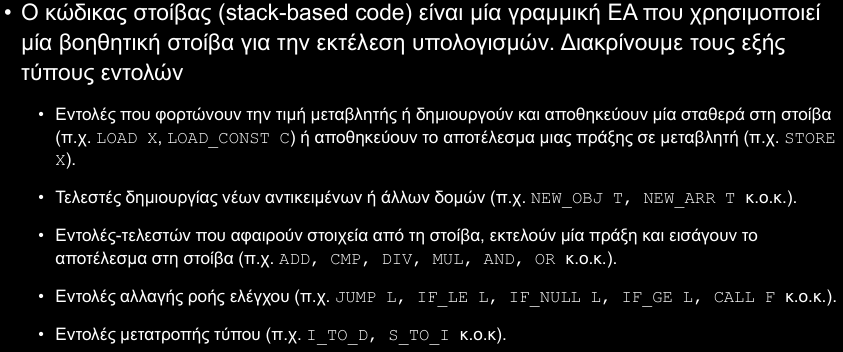 • Ο κώδικας στοίβας (stack-based code) είναι μία γραμμική ΕΑ που χρησιμοποιεί
μία βοηθητική στοίβα για την εκτέλεση υπολογισμών. Διακρίνουμε τους εξής
τύπους εντολών
• Εντολές που φορτώνουν την τιμή μεταβλητής ή δημιουργούν και αποθηκεύουν μία σταθερά στη στοίβα
(π.χ. LOAD X, LOAD_CONST C) ή αποθηκεύουν το αποτέλεσμα μιας πράξης σε μεταβλητή (π.χ. STORE
X).
• Τελεστές δημιουργίας νέων αντικειμένων ή άλλων δομών (π.χ. NEW_OBJ T, NEW_ARR T κ.ο.κ.).
• Εντολές-τελεστών που αφαιρούν στοιχεία από τη στοίβα, εκτελούν μία πράξη και εισάγουν το
αποτέλεσμα στη στοίβα (π.χ. ADD, CMP, DIV, MUL, AND, OR κ.ο.κ.).
• Εντολές αλλαγής ροής ελέγχου (π.χ. JUMP L, IF_LE L, IF_NULL L, IF_GE L, CALL F κ.ο.κ.).
• Εντολές μετατροπής τύπου (π.χ. I_TO_D, S_TO_I κ.ο.κ).